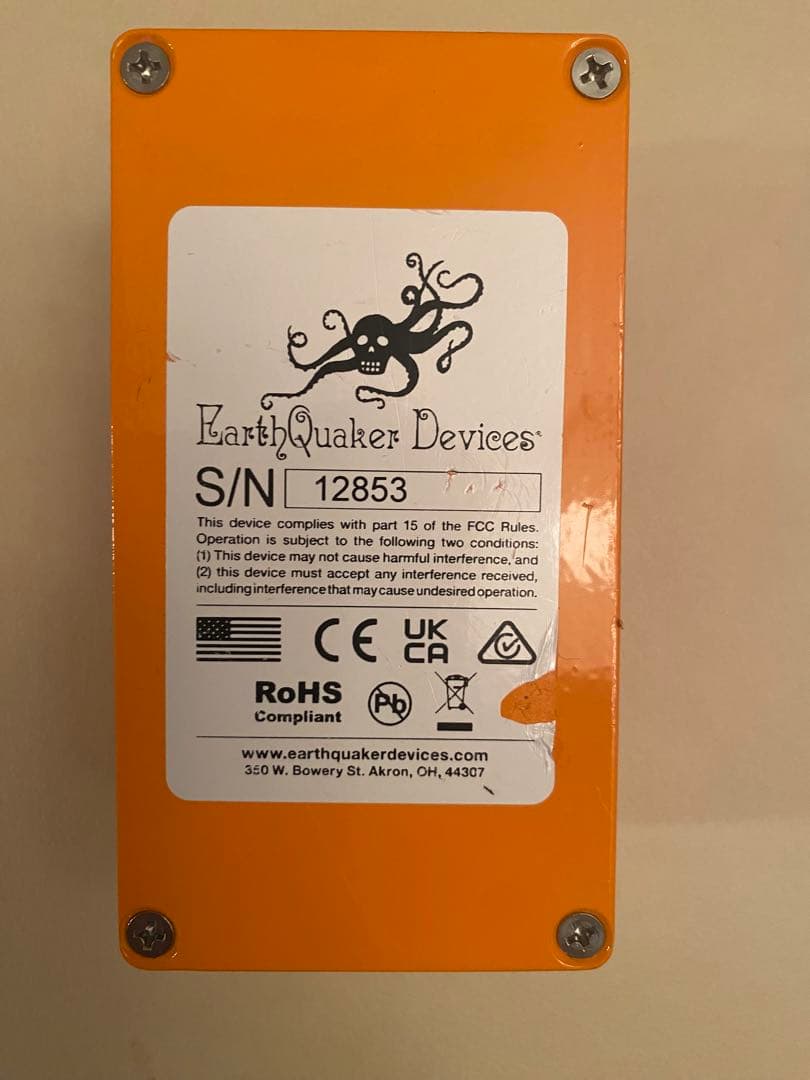 EarthQuaker Devices
S/N 12853
This device complies with part 15 of the FCC Rules.
Operation is subject to the following two conditions:
(1) This device may not cause harmful interference, and
(2) this device must accept any interference received,
including interference that may cause undesired operation.
CE UK
CA
RoHS
Compliant
Pb
www.earthquakerdevices.com
350 W. Bowery St. Akron, OH, 44307